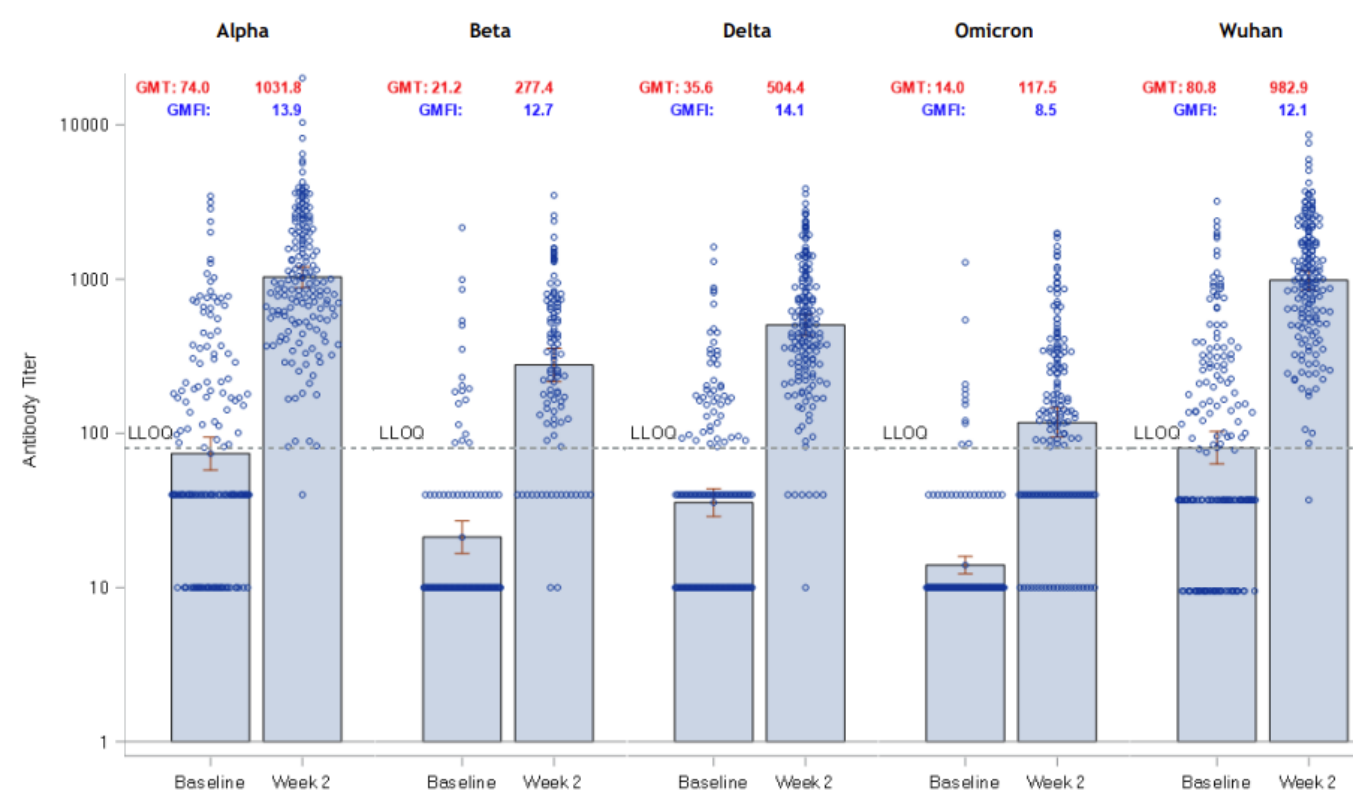 Alpha Beta Delta Omicron Wuhan
GMT: 74.0 1031.8 GMT: 21.2 277.4 GMT: 35.6 504.4 GMT: 14.0 117.5 GMT: 80.8 982.9
GMFI: 13.9 GMFI: 12.7 GMFI: 14.1 GMFI: 8.5 GMFI: 12.1
10000
1000
100
10
1
Antibody Titer
LLOQ LLOQ LLOQ LLOQ LLOQ
Baseline Week 2 Baseline Week 2 Baseline Week 2 Baseline Week 2 Baseline Week 2